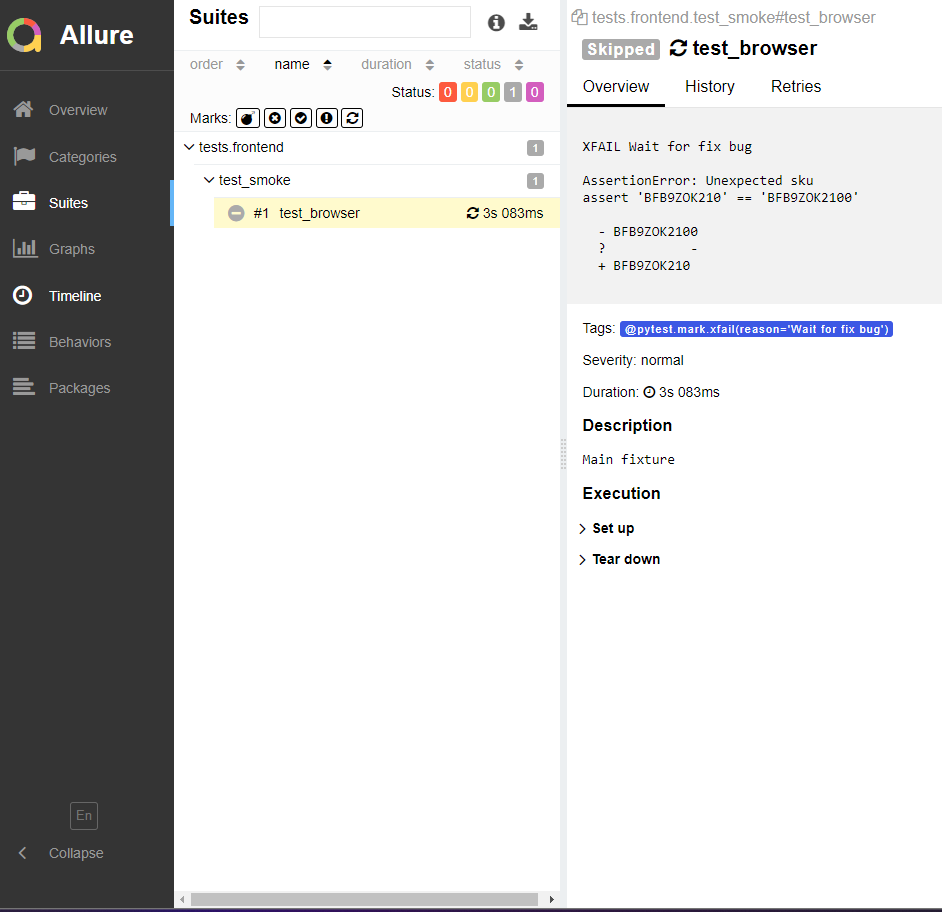 Allure
Overview
Categories
Suites
Graphs
Timeline
Behaviors
Packages
En
Collapse
Suites
order name duration status
Status: 0 0 0 1 0
Marks:
tests.frontend 1
test_smoke 1
#1 test_browser 3s 083ms
tests.frontend.test_smoke#test_browser
Skipped test_browser
Overview History Retries
XFAIL Wait for fix bug
AssertionError: Unexpected sku
assert 'BFB9ZOK210' == 'BFB9ZOK2100'
- BFB9ZOK2100
? -
+ BFB9ZOK210
Tags: @pytest.mark.xfail(reason='Wait for fix bug')
Severity: normal
Duration: 3s 083ms
Description
Main fixture
Execution
Set up
Tear down